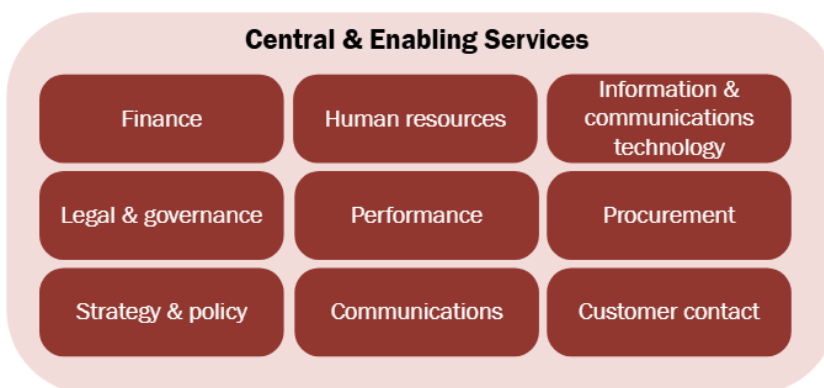 Central & Enabling Services
Finance
Human resources
Information &
communications
technology
Legal & governance
Performance
Procurement
Strategy & policy
Communications
Customer contact